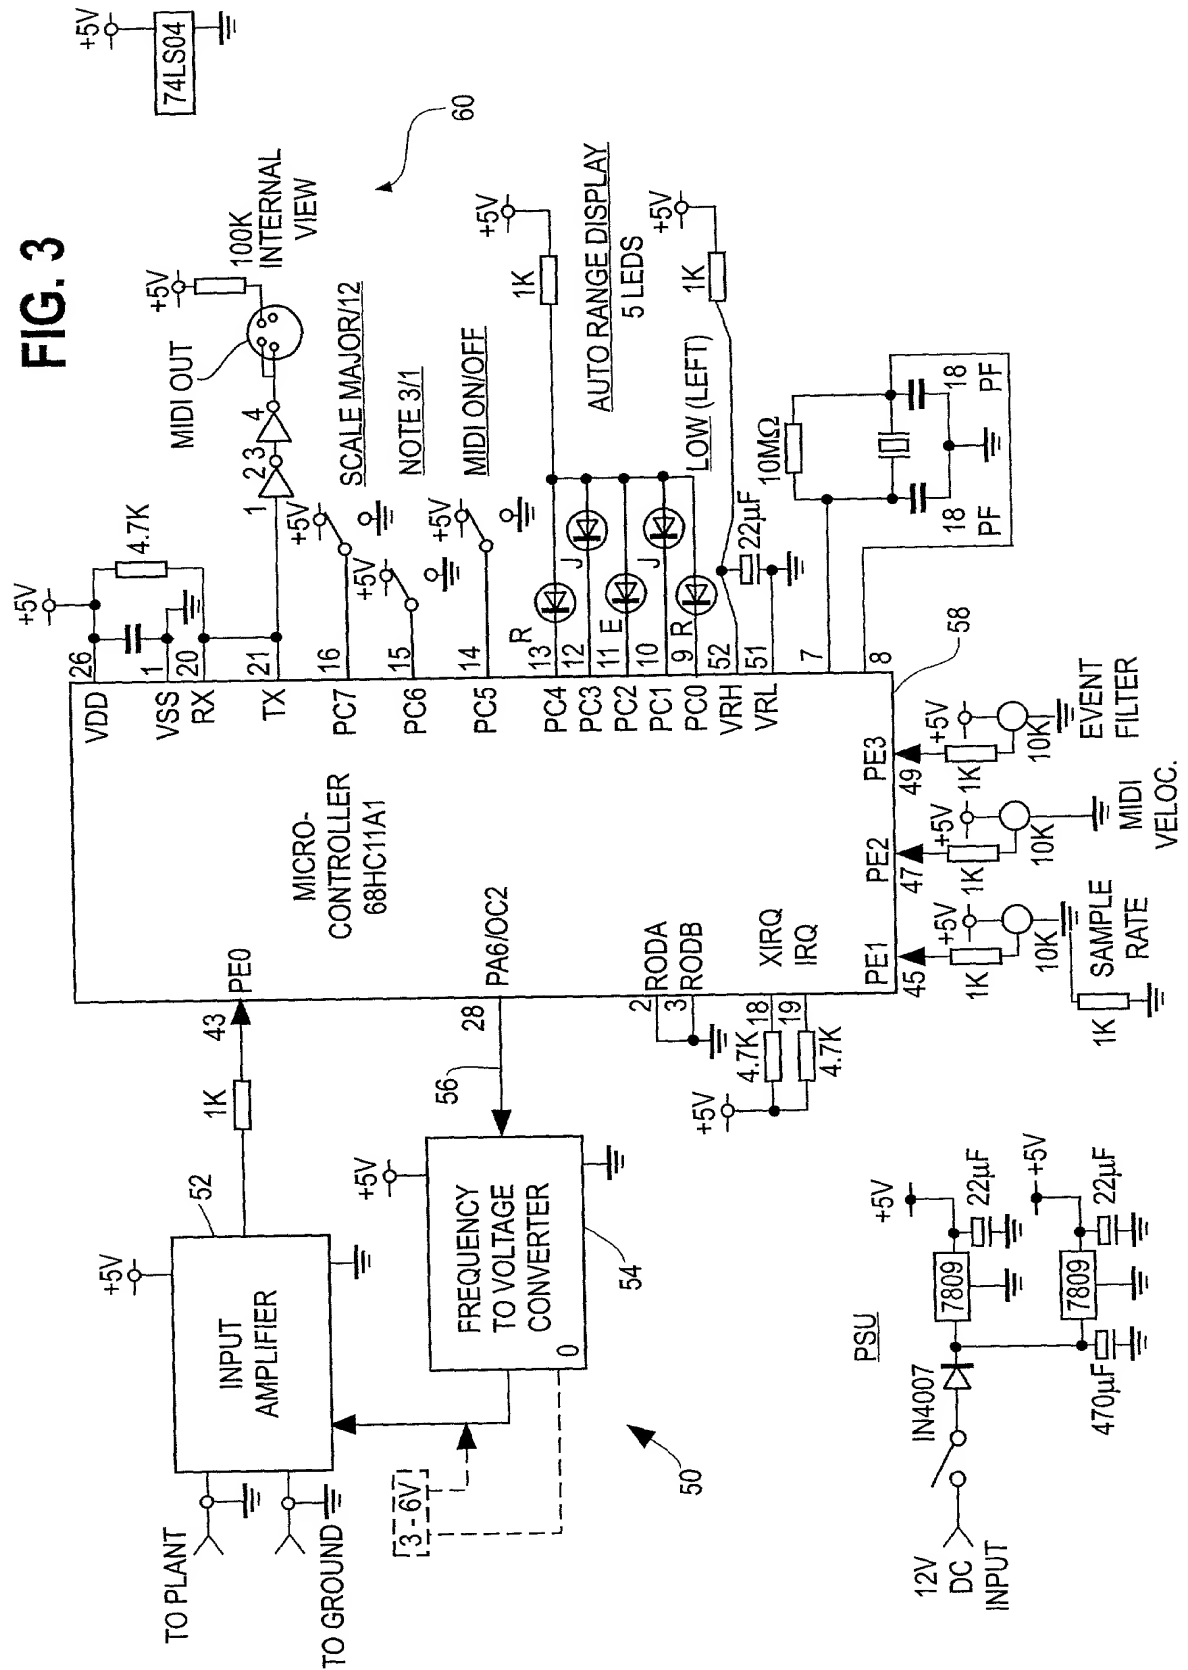 FIG. 3
+5V
74LS04
60
MIDI OUT
+5V
100K
INTERNAL
VIEW
+5V
4.7K
1
2
3
4
+5V
SCALE MAJOR/12
+5V
NOTE 3/1
+5V
MIDI ON/OFF
+5V
1K
AUTO RANGE DISPLAY
5 LEDS
R
J
E
J
R
LOW (LEFT)
+5V
1K
22µF
10MΩ
18
PF
18
PF
26
1
20
21
16
15
14
13
12
11
10
9
52
51
7
8
VDD
VSS
RX
TX
PC7
PC6
PC5
PC4
PC3
PC2
PC1
PC0
VRH
VRL
58
MICRO-
CONTROLLER
68HC11A1
PE0
PA6/OC2
RODA
RODB
XIRQ
IRQ
PE1
PE2
PE3
43
28
2
3
18
19
45
47
49
1K
56
4.7K
4.7K
+5V
+5V
1K
10K
SAMPLE
RATE
1K
+5V
1K
10K
MIDI
VELOC.
+5V
1K
10K
EVENT
FILTER
52
+5V
INPUT
AMPLIFIER
+5V
FREQUENCY
TO VOLTAGE
CONVERTER
0
54
3 - 6V
50
TO PLANT
TO GROUND
PSU
12V
DC
INPUT
IN4007
470µF
7809
+5V
22µF
7809
+5V
22µF